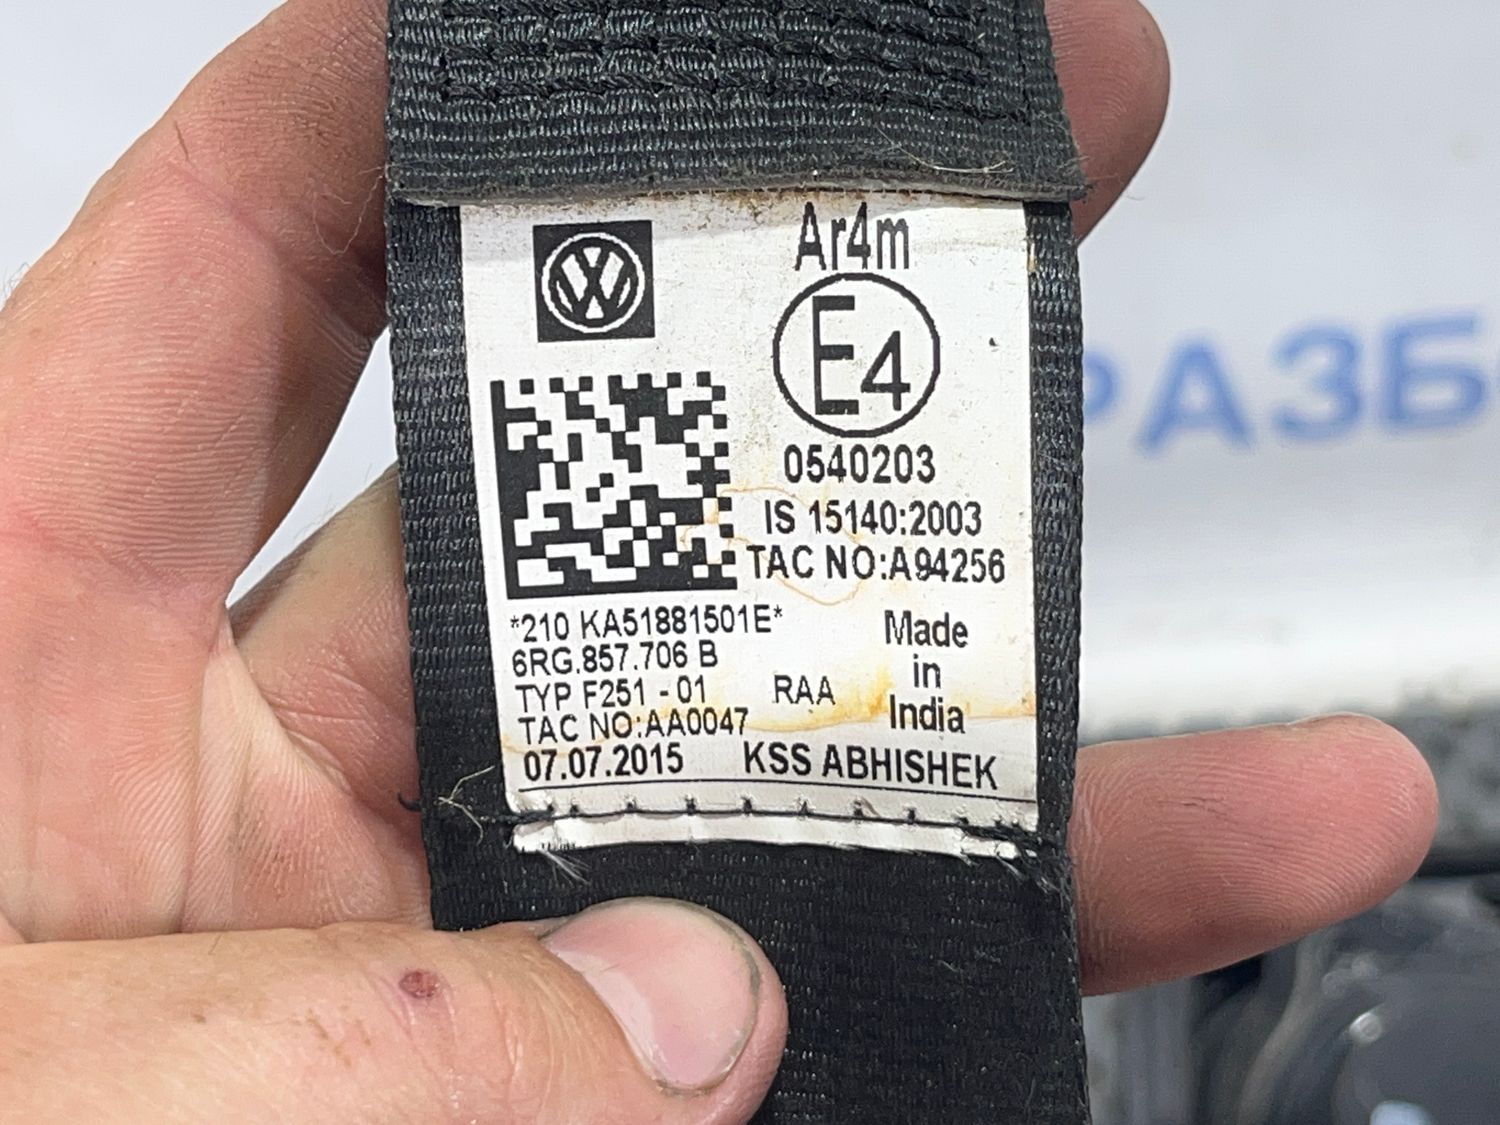 Ar4m
E4
0540203
IS 15140:2003
TAC NO:A94256
*210 KA51881501E*
6RG.857.706 B
TYP F251 - 01 RAA
TAC NO:AA0047
Made
in
India
07.07.2015 KSS ABHISHEK
РАЗБ